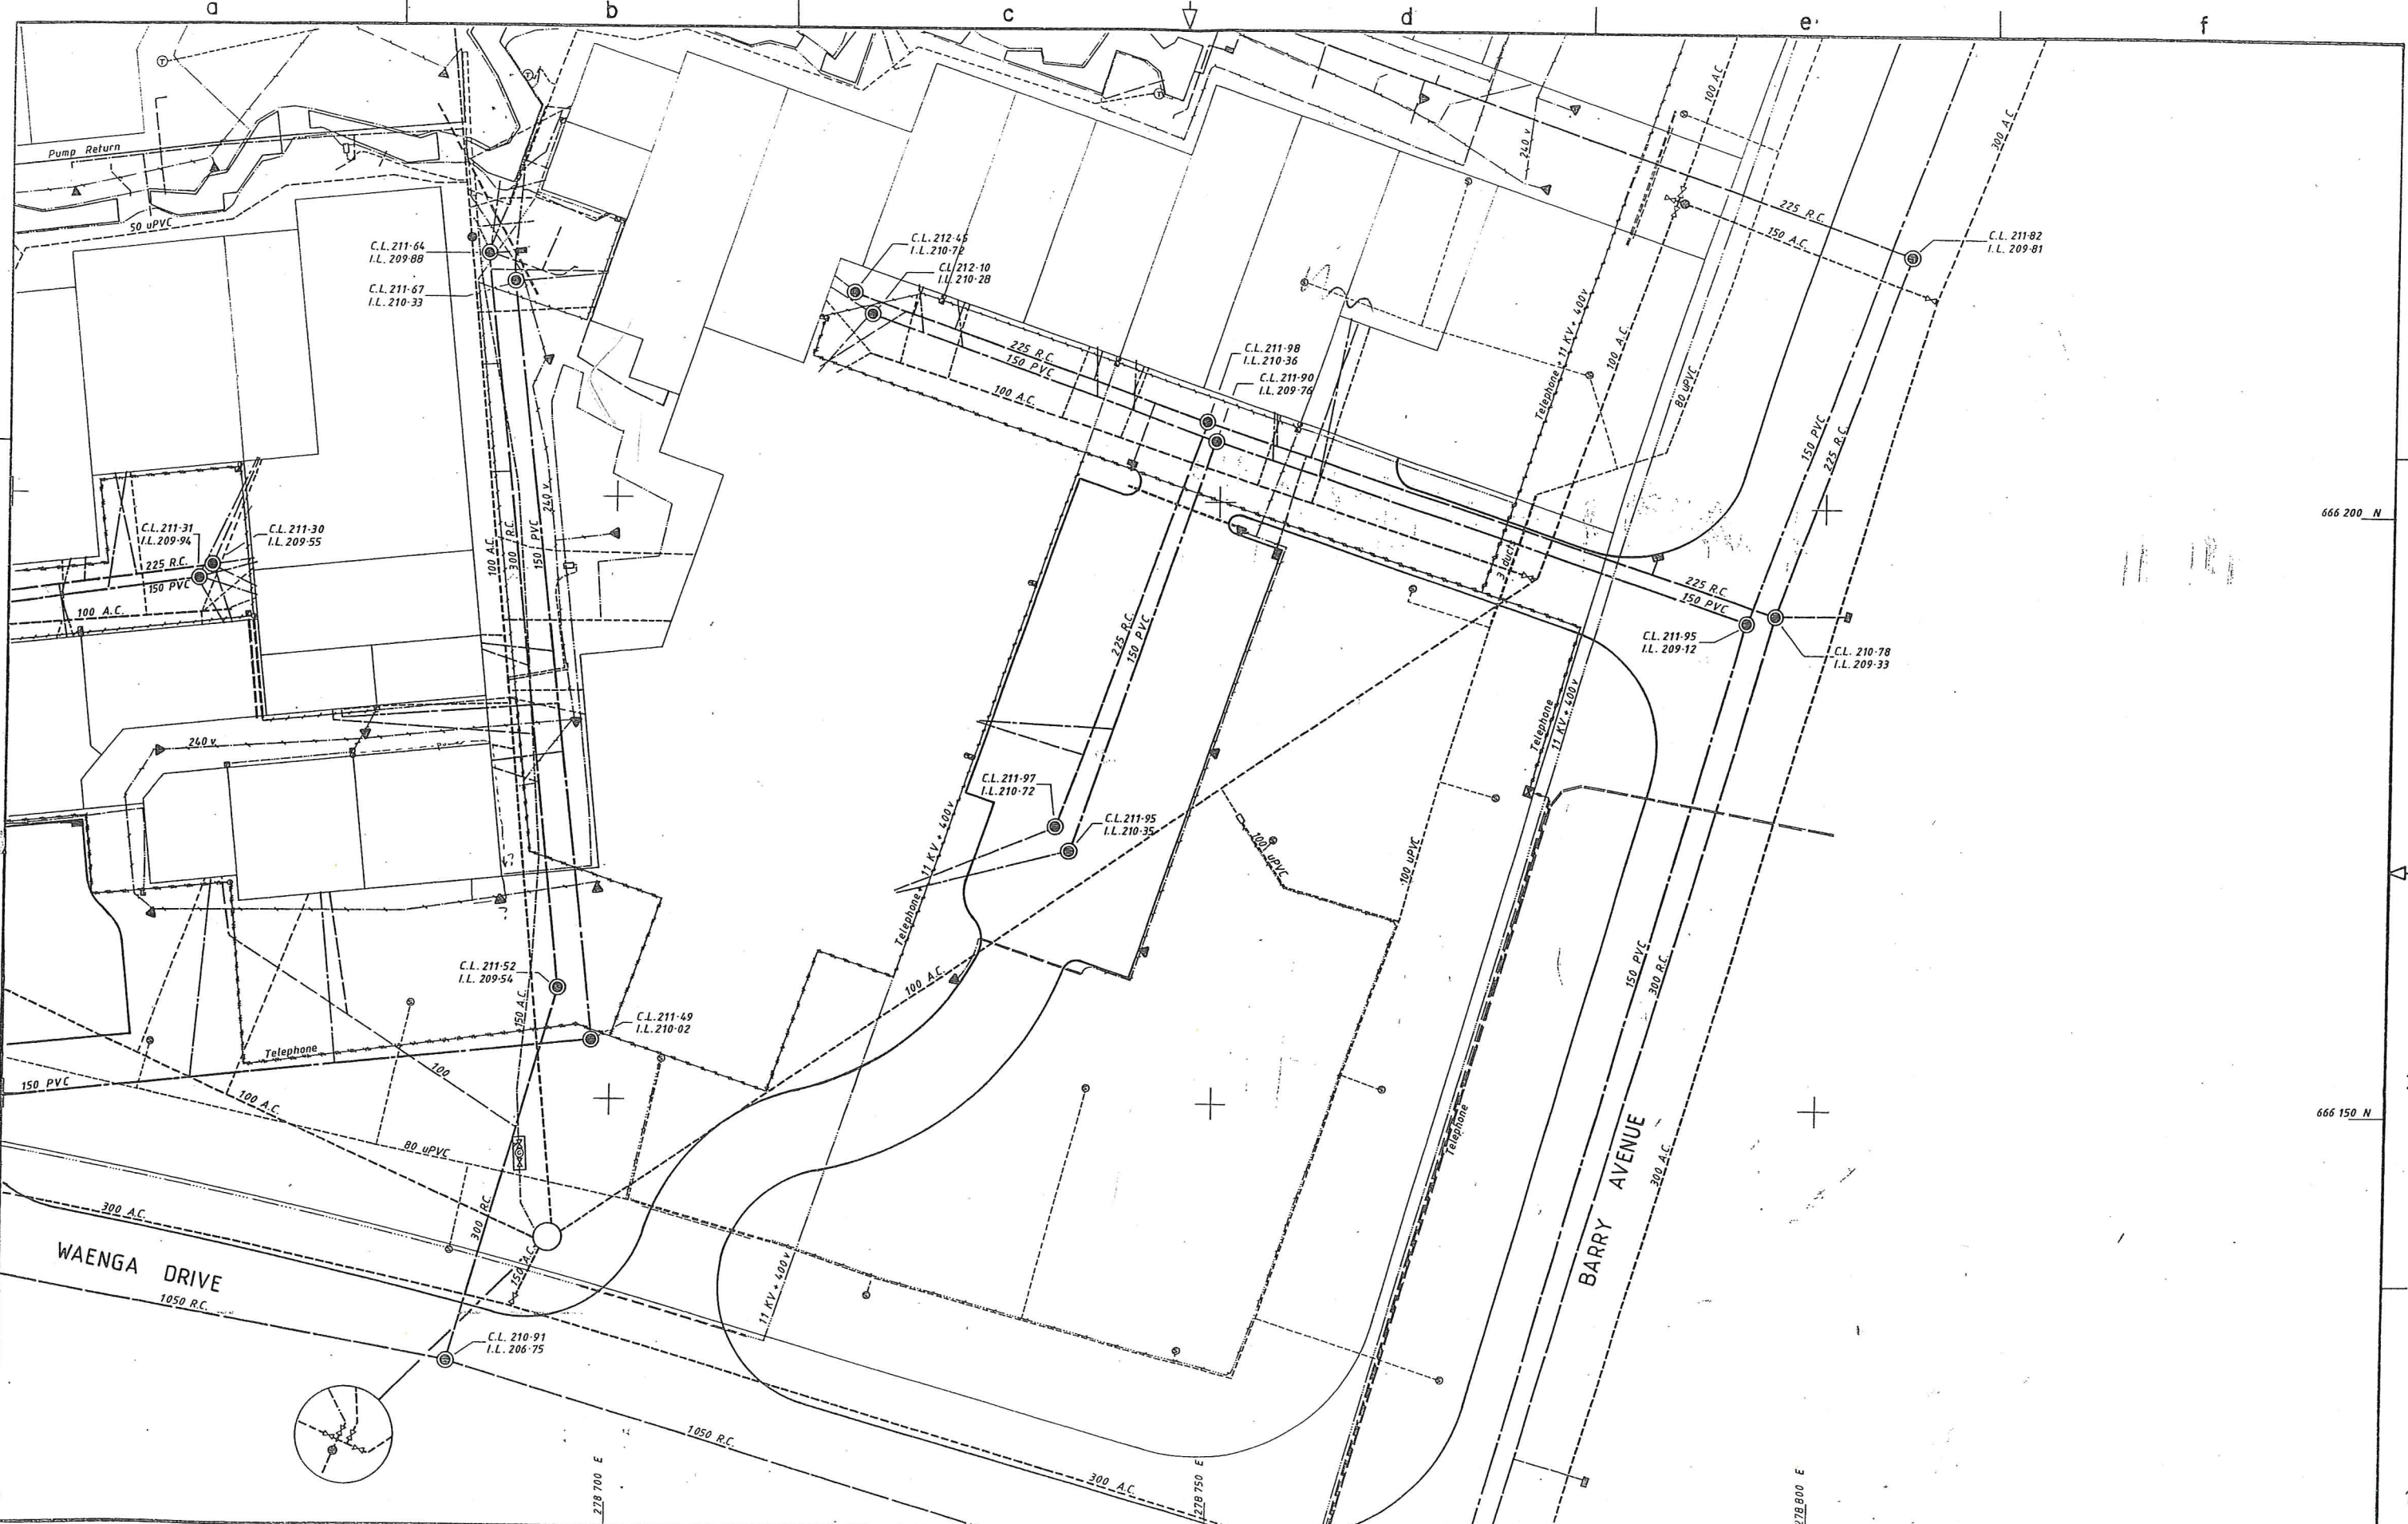 a
b
c
d
e
f
Pump Return
50 uPVC
C.L. 211·64
I.L. 209·88
C.L. 211·67
I.L. 210·33
C.L. 212·45
I.L. 210·72
C.L. 212·10
I.L. 210·28
240 v
100 A.C.
300 A.C.
225 R.C.
150 A.C.
C.L. 211·82
I.L. 209·81
225 R.C.
150 PVC
100 A.C.
C.L. 211·98
I.L. 210·36
C.L. 211·90
I.L. 209·76
Telephone + 11 KV + 400v
100 A.C.
80 uPVC
150 PVC
225 R.C.
C.L. 211·31
I.L. 209·94
C.L. 211·30
I.L. 209·55
225 R.C.
150 PVC
100 A.C.
100 A.C.
300 R.C.
150 PVC
240 v
666 200 N
3 ducts
225 R.C.
150 PVC
C.L. 211·95
I.L. 209·12
C.L. 210·78
I.L. 209·33
225 R.C.
150 PVC
240 v
Telephone
11 KV + 400v
C.L. 211·97
I.L. 210·72
C.L. 211·95
I.L. 210·35
Telephone + 11 KV + 400v
100 uPVC
100 uPVC
C.L. 211·52
I.L. 209·54
150 A.C.
100 A.C.
C.L. 211·49
I.L. 210·02
150 PVC
300 R.C.
Telephone
150 PVC
100
100 A.C.
80 uPVC
Telephone
666 150 N
BARRY AVENUE
300 A.C.
300 A.C.
300 R.C.
150 A.C.
WAENGA DRIVE
1050 R.C.
11 KV + 400v
C.L. 210·91
I.L. 206·75
1050 R.C.
300 A.C.
278 700 E
278 750 E
278 800 E